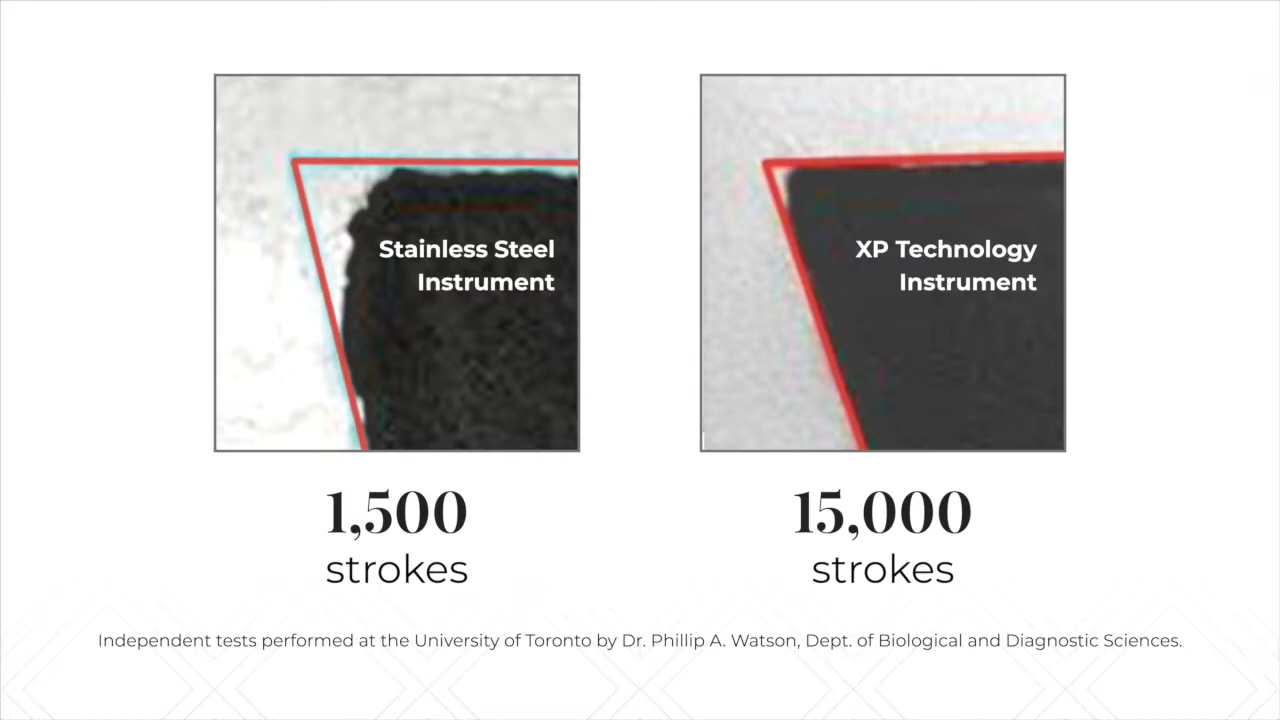 Stainless Steel
Instrument
XP Technology
Instrument
1,500
strokes
15,000
strokes
Independent tests performed at the University of Toronto by Dr. Phillip A. Watson, Dept. of Biological and Diagnostic Sciences.